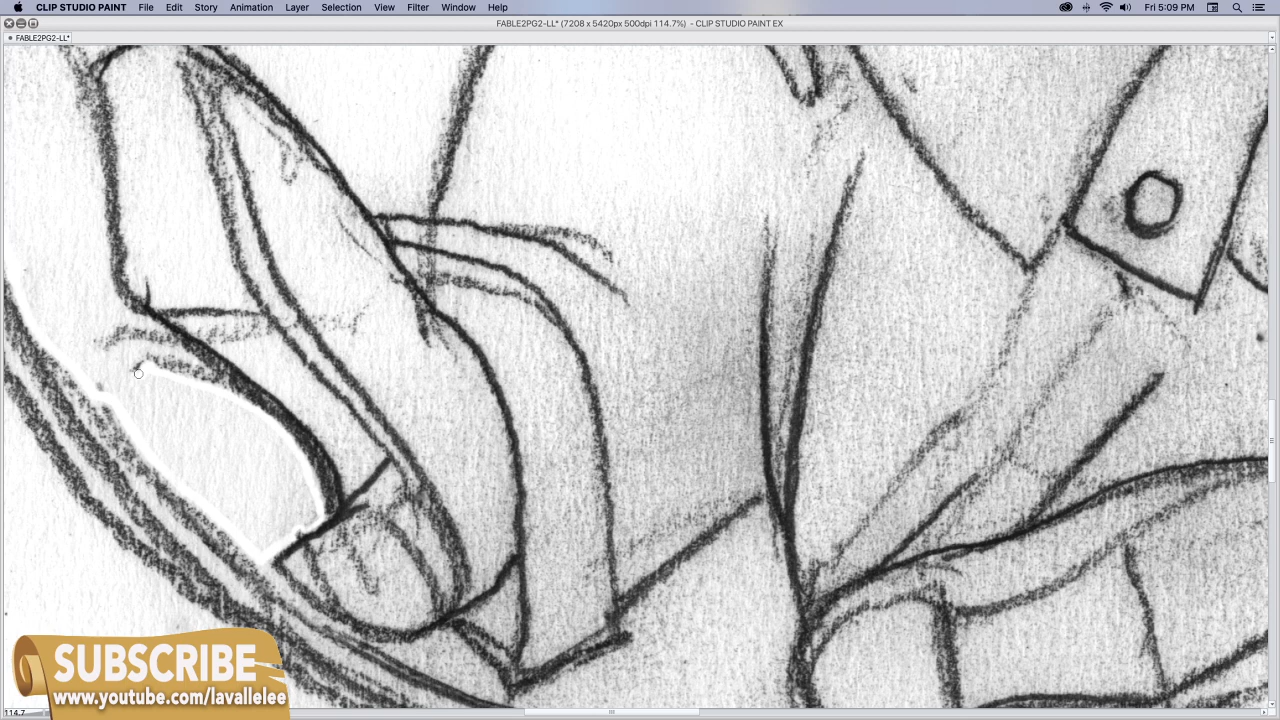 CLIP STUDIO PAINT File Edit Story Animation Layer Selection View Filter Window Help Fri 5:09 PM
FABLE2PG2-LL* (7208 x 5420px 500dpi 114.7%) - CLIP STUDIO PAINT EX
FABLE2PG2-LL*
SUBSCRIBE
www.youtube.com/lavallelee
114.7